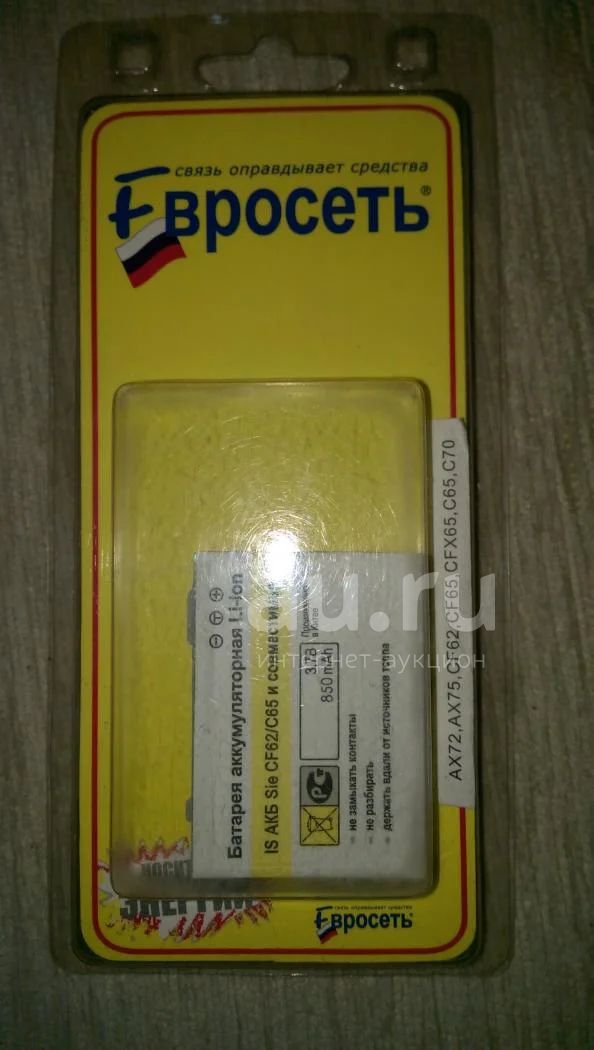 связь оправдывает средства
Евросеть®
AX72,AX75,CF62,CF65,CFX65,C65,C70
Батарея аккумуляторная Li-Ion
IS АКБ Sie CF62/C65 и совместимые
3,7В
850 mAh
Произведено
в Китае
РС
– не замыкать контакты
– не разбирать
– держать вдали от источников тепла
au.ru
интернет-аукцион
связь оправдывает средства
Евросеть®